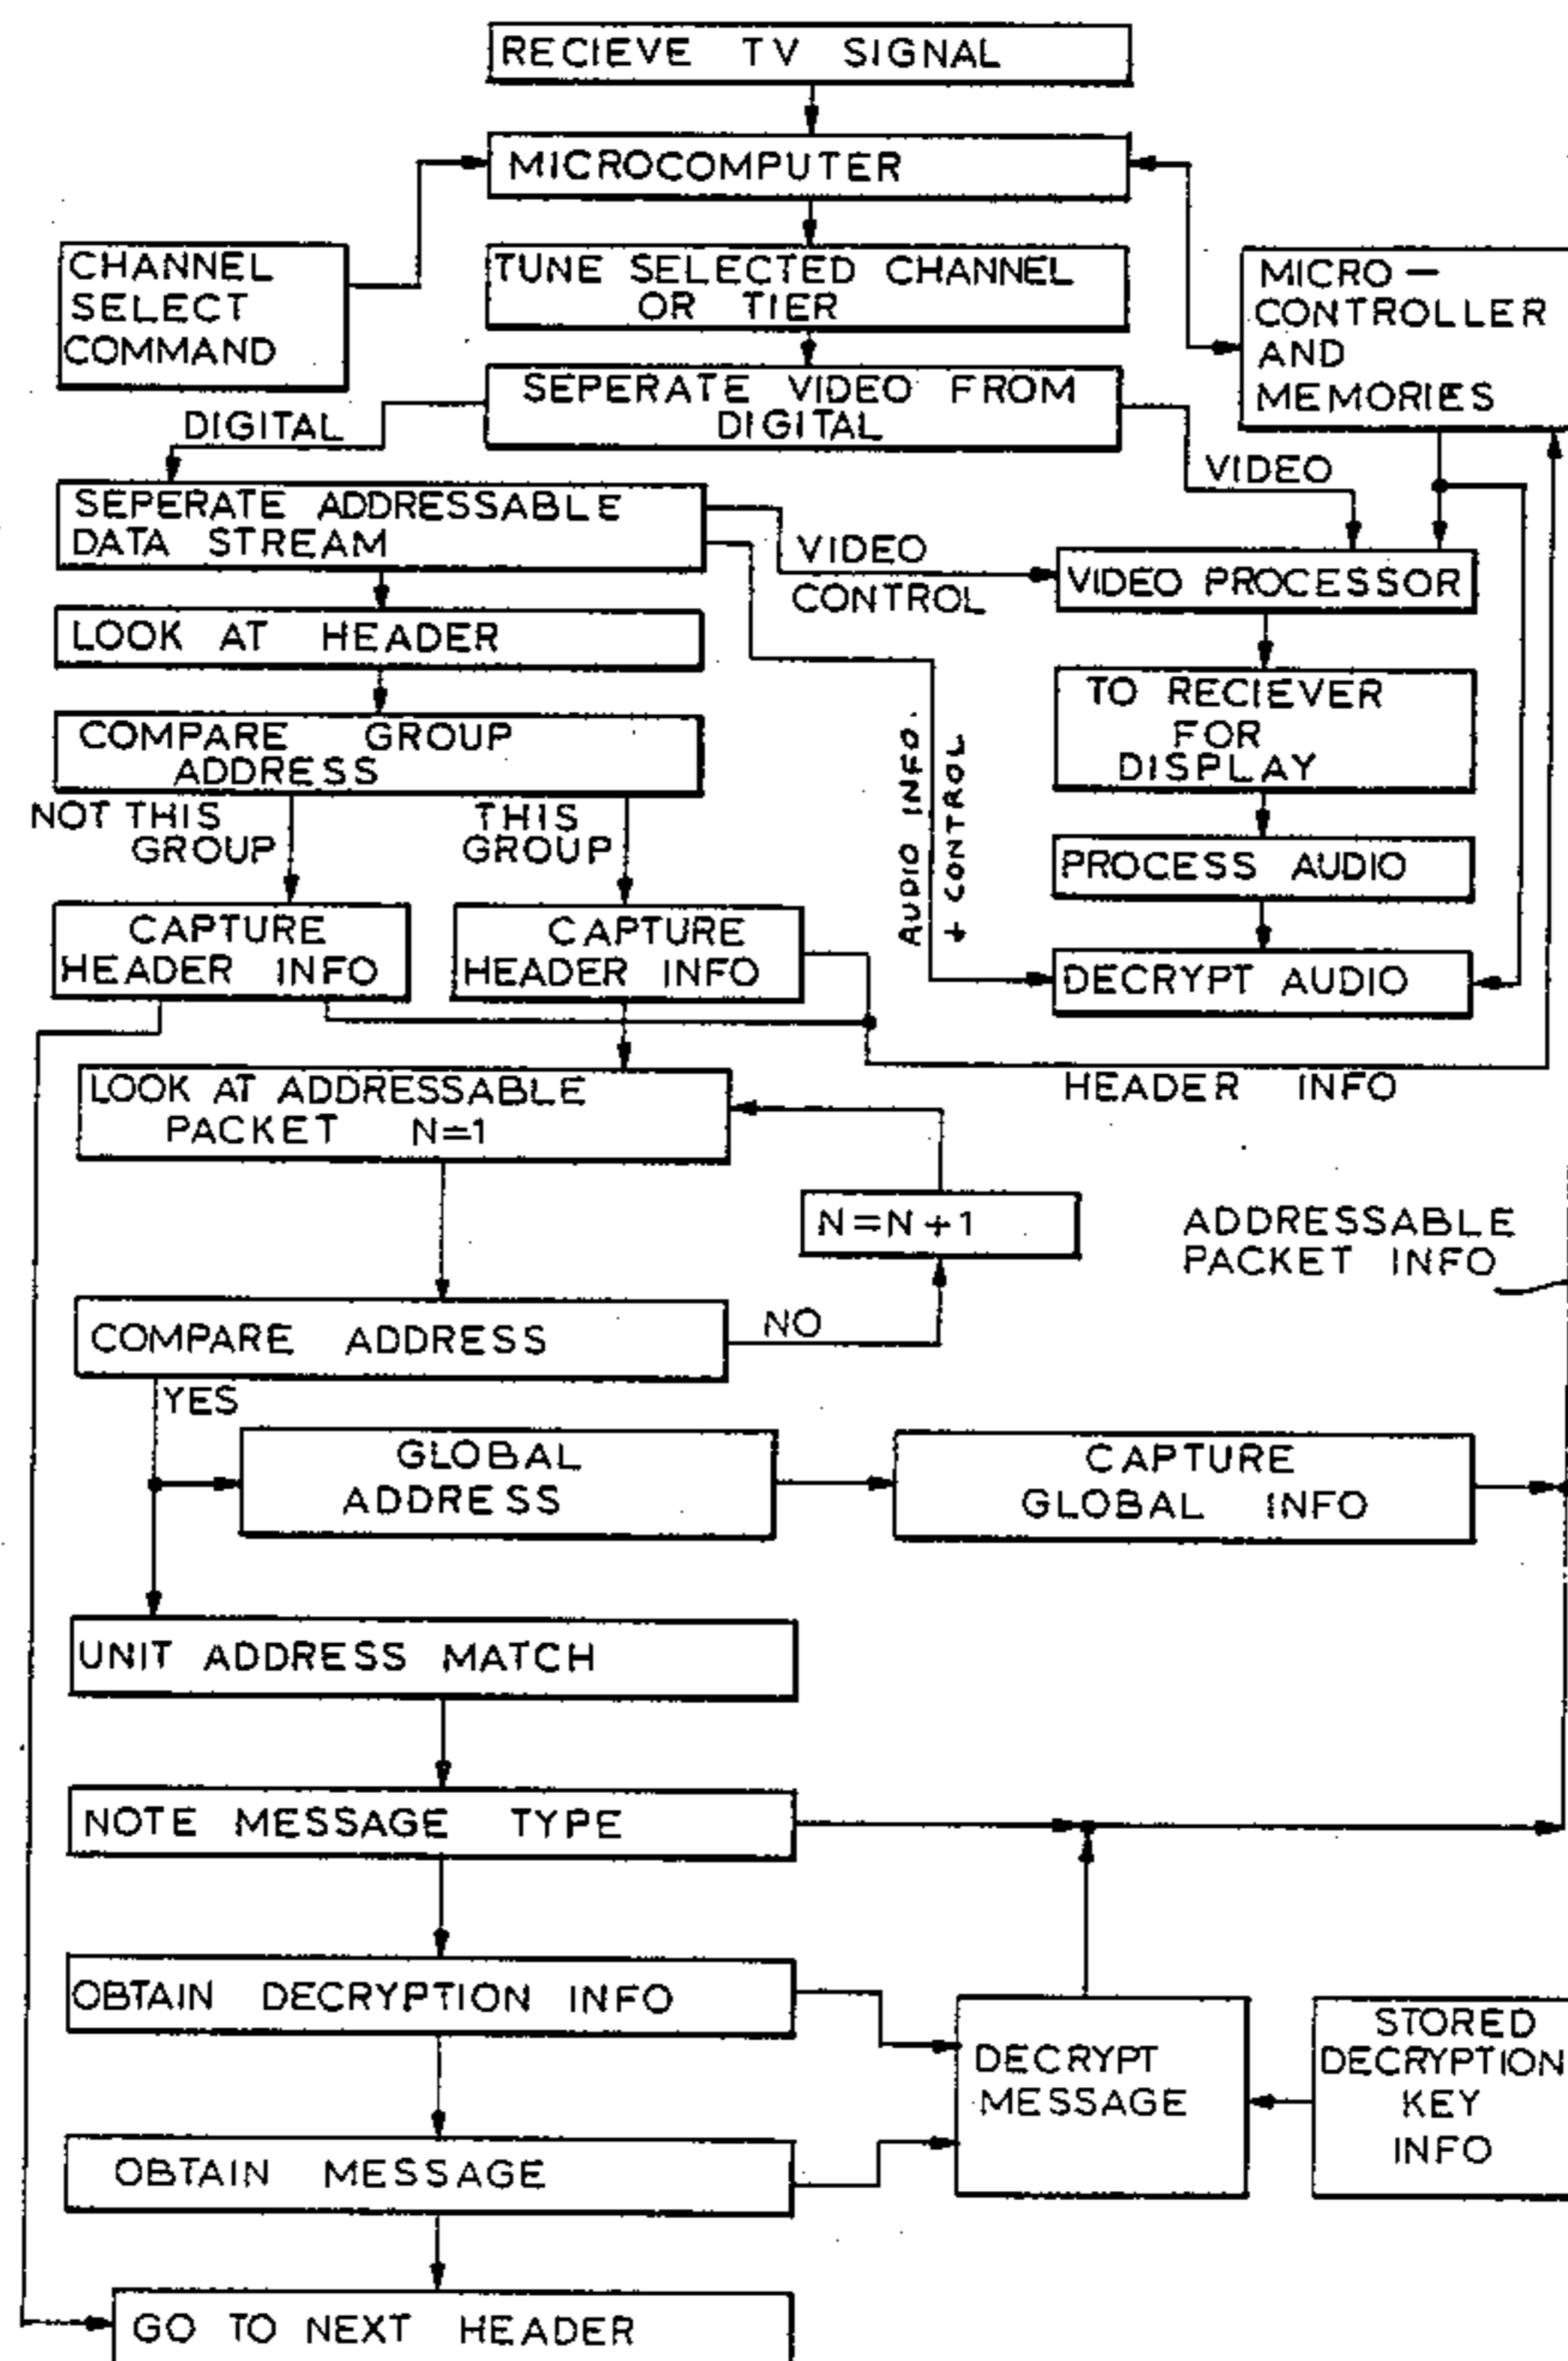 RECIEVE TV SIGNAL
MICROCOMPUTER
CHANNEL
SELECT
COMMAND
TUNE SELECTED CHANNEL
OR TIER
MICRO-
CONTROLLER
AND
MEMORIES
SEPERATE VIDEO FROM
DIGITAL
DIGITAL
VIDEO
SEPERATE ADDRESSABLE
DATA STREAM
VIDEO
CONTROL
VIDEO PROCESSOR
LOOK AT HEADER
TO RECIEVER
FOR
DISPLAY
COMPARE GROUP
ADDRESS
AUDIO INFO.
+ CONTROL
NOT THIS
GROUP
THIS
GROUP
PROCESS AUDIO
CAPTURE
HEADER INFO
CAPTURE
HEADER INFO
DECRYPT AUDIO
HEADER INFO
LOOK AT ADDRESSABLE
PACKET N=1
N=N+1
ADDRESSABLE
PACKET INFO
COMPARE ADDRESS
NO
YES
GLOBAL
ADDRESS
CAPTURE
GLOBAL INFO
UNIT ADDRESS MATCH
NOTE MESSAGE TYPE
OBTAIN DECRYPTION INFO
DECRYPT
MESSAGE
STORED
DECRYPTION
KEY
INFO
OBTAIN MESSAGE
GO TO NEXT HEADER